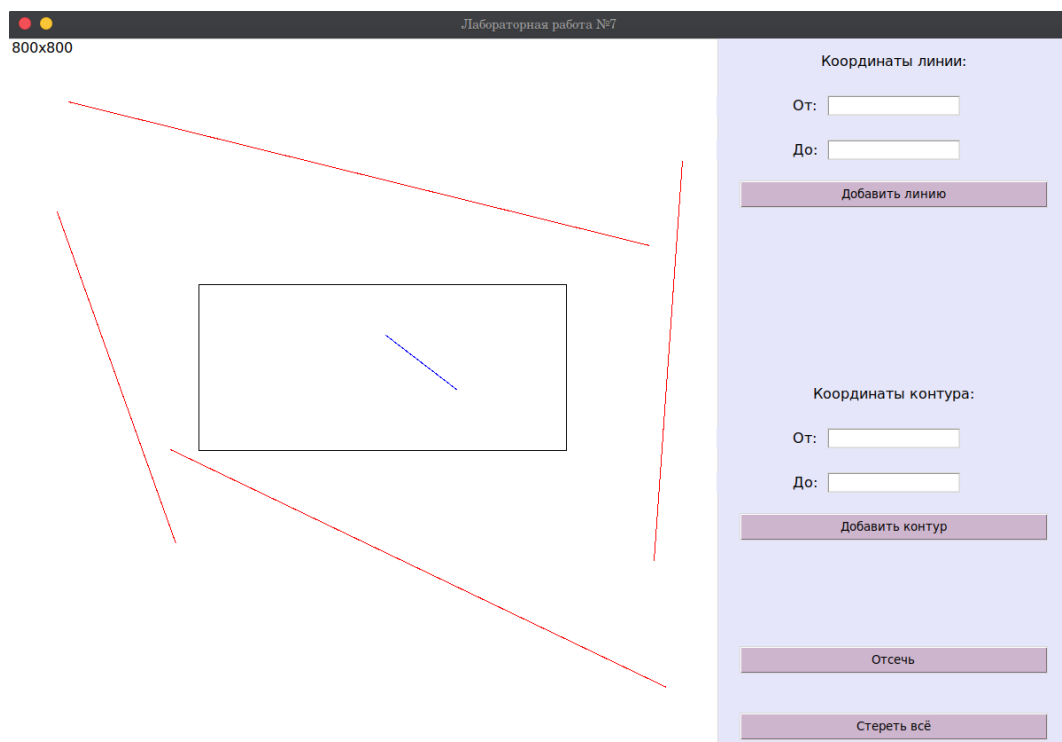 Лабораторная работа №7
800x800
Координаты линии:
От:
До:
Добавить линию
Координаты контура:
От:
До:
Добавить контур
Отсечь
Стереть всё